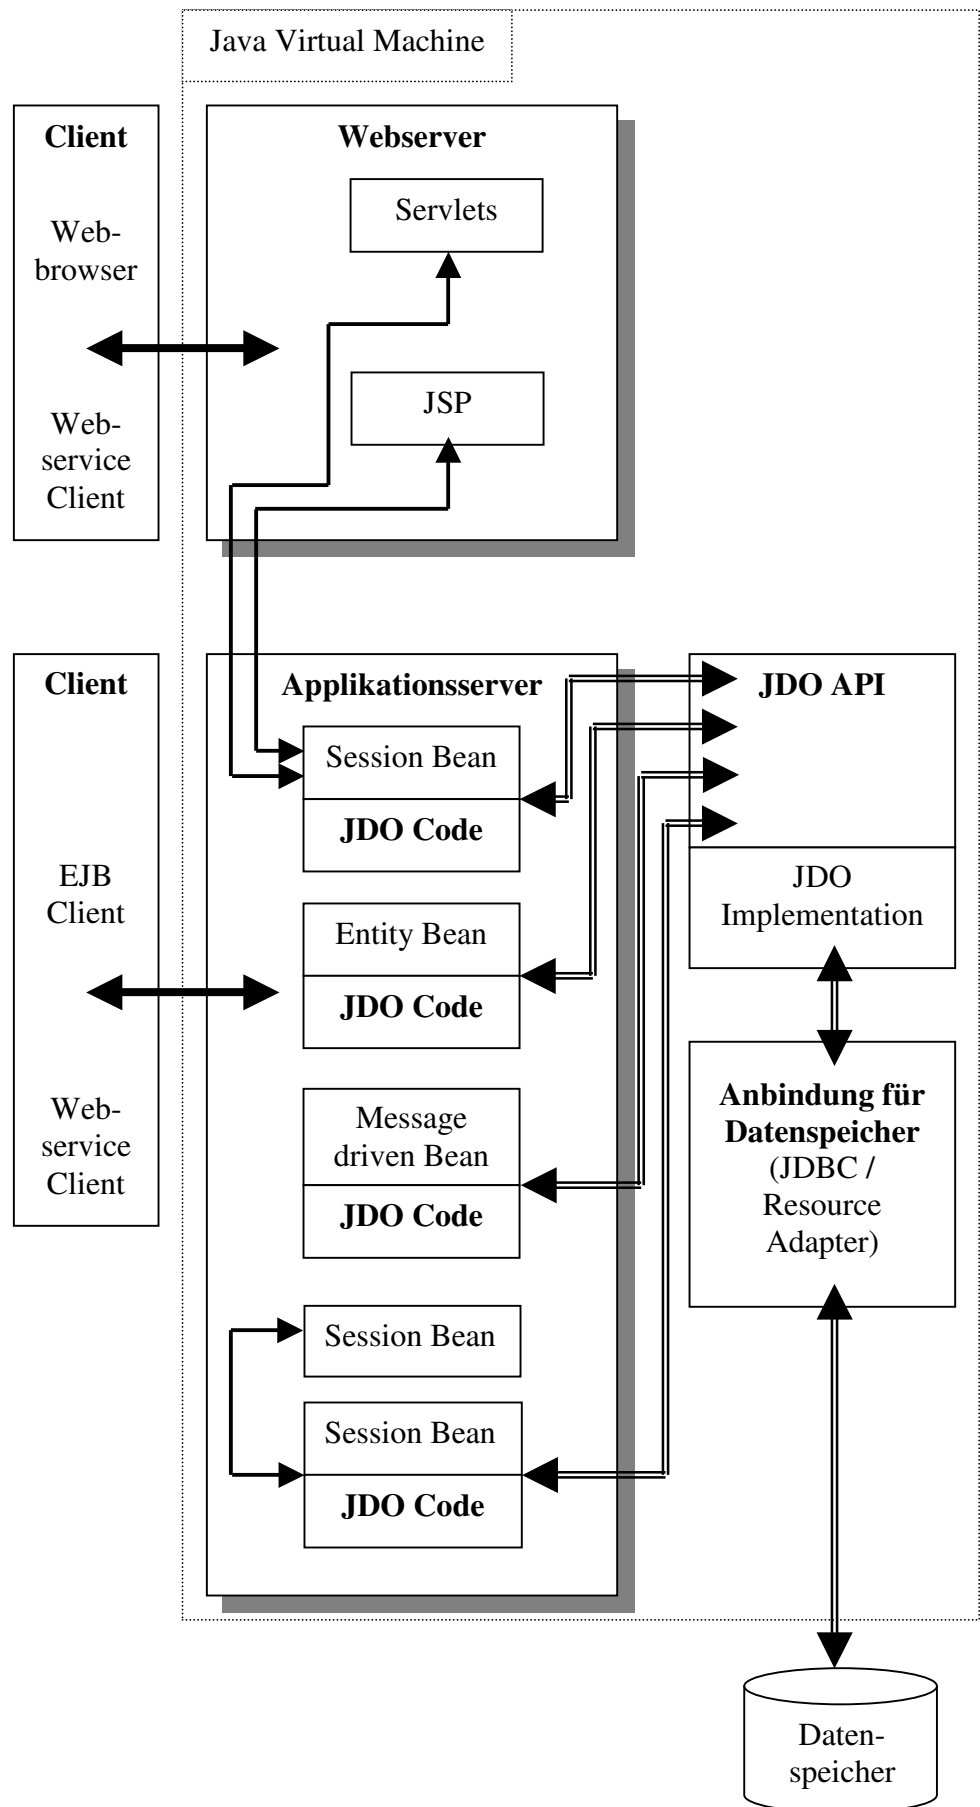 Java Virtual Machine
Client
Web-
browser
Web-
service
Client
Webserver
Servlets
JSP
Client
EJB
Client
Web-
service
Client
Applikationsserver
Session Bean
JDO Code
Entity Bean
JDO Code
Message
driven Bean
JDO Code
Session Bean
Session Bean
JDO Code
JDO API
JDO
Implementation
Anbindung für
Datenspeicher
(JDBC /
Resource
Adapter)
Daten-
speicher